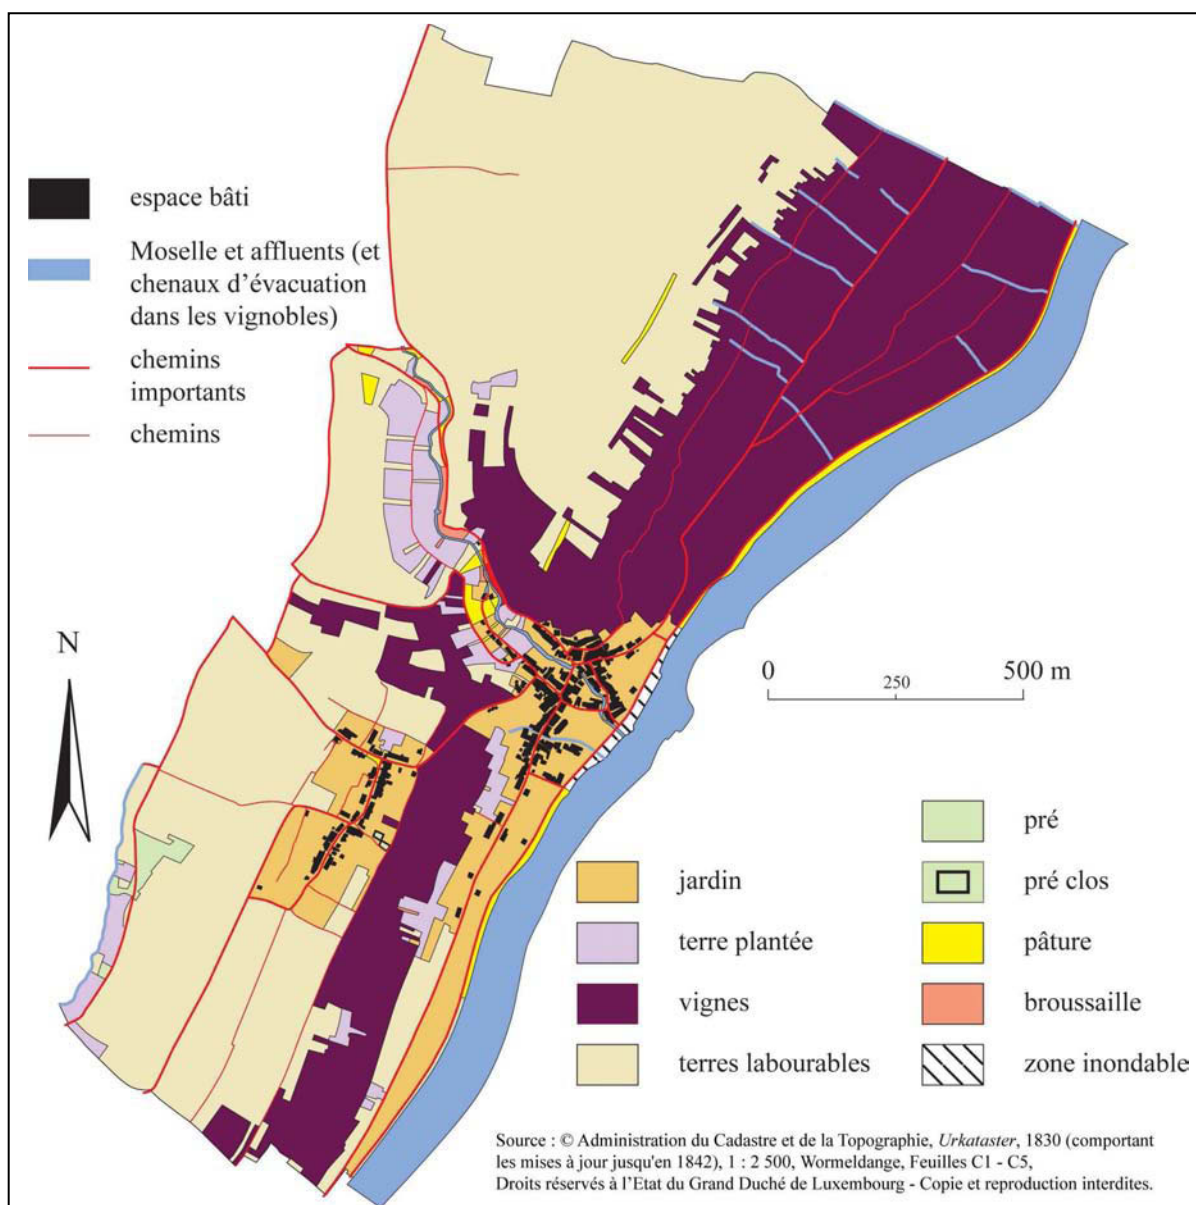 espace bâti
Moselle et affluents (et
chenaux d'évacuation
dans les vignobles)
chemins
importants
chemins
N
0
250
500 m
jardin
terre plantée
vignes
terres labourables
pré
pré clos
pâture
broussaille
zone inondable
Source : © Administration du Cadastre et de la Topographie, Urkataster, 1830 (comportant
les mises à jour jusqu'en 1842), 1 : 2 500, Wormeldange, Feuilles C1 - C5,
Droits réservés à l'Etat du Grand Duché de Luxembourg - Copie et reproduction interdites.